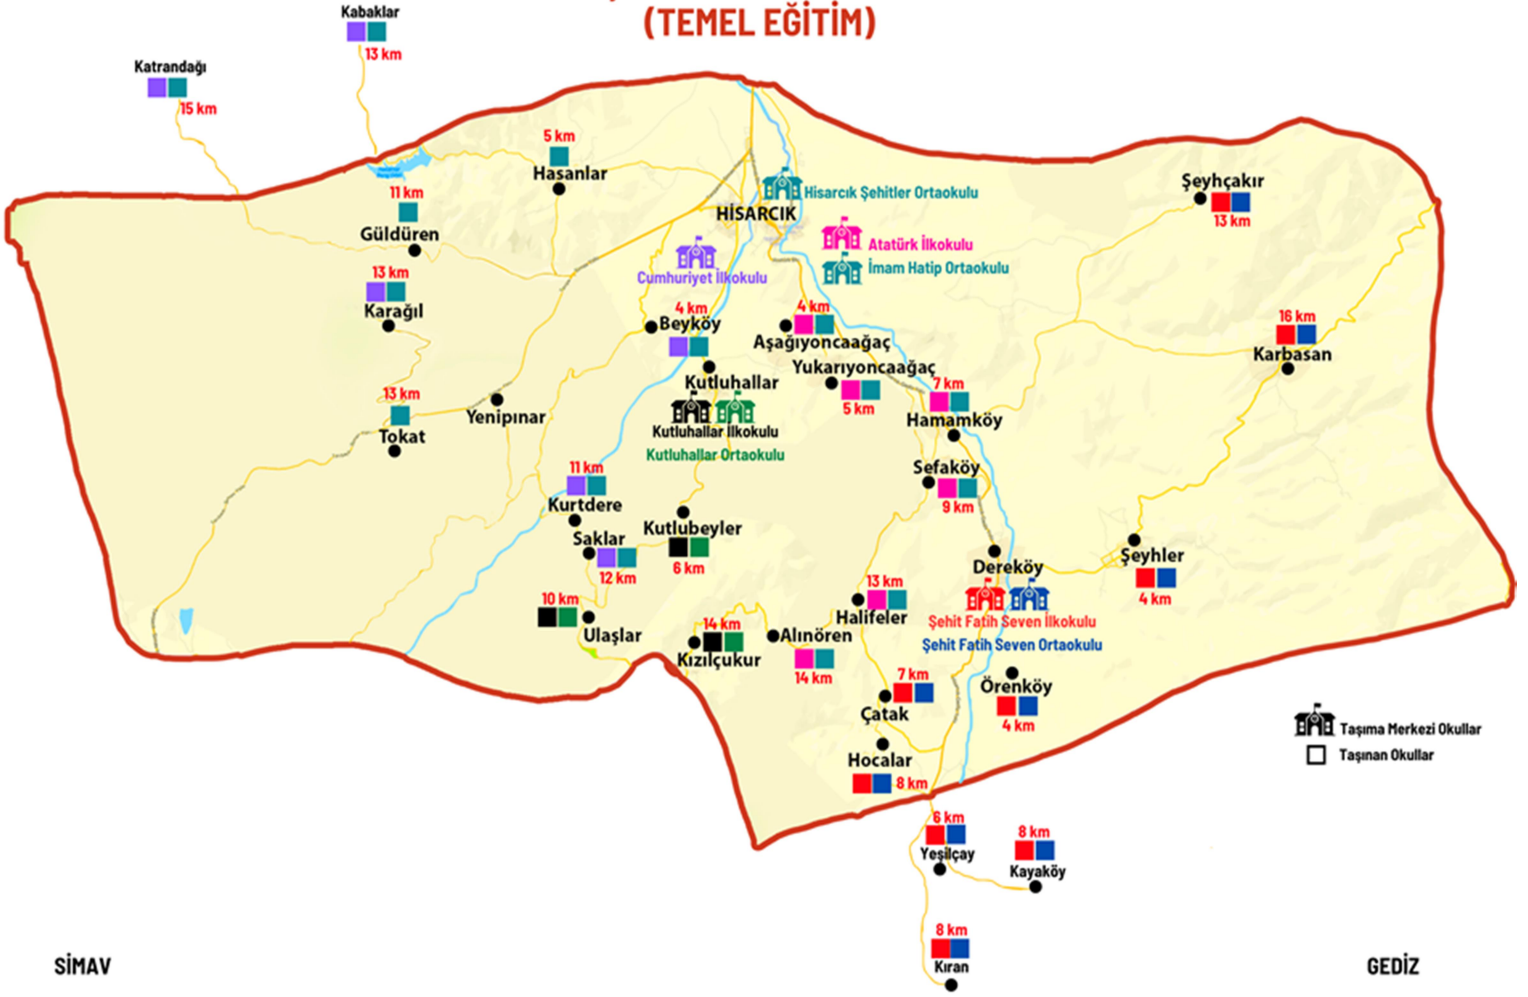 (TEMEL EĞİTİM)
Kabaklar
13 km
Katrandağı
15 km
5 km
Hasanlar
11 km
Güldüren
13 km
Karağıl
13 km
Tokat
Yenipınar
HİSARCIK
Hisarcık Şehitler Ortaokulu
Atatürk İlkokulu
İmam Hatip Ortaokulu
Cumhuriyet İlkokulu
4 km
Beyköy
4 km
Aşağıyoncaağaç
Yukarıyoncaağaç
5 km
Kutluhallar
Kutluhallar İlkokulu
Kutluhallar Ortaokulu
7 km
Hamamköy
Sefaköy
9 km
Şeyhçakır
13 km
16 km
Karbasan
11 km
Kurtdere
Saklar
12 km
Kutlubeyler
6 km
10 km
Ulaşlar
14 km
Kızılçukur
Alınören
14 km
13 km
Halifeler
Dereköy
Şehit Fatih Seven İlkokulu
Şehit Fatih Seven Ortaokulu
Şeyhler
4 km
7 km
Çatak
Örenköy
4 km
Hocalar
8 km
6 km
Yeşilçay
8 km
Kayaköy
8 km
Kıran
Taşıma Merkezi Okullar
Taşınan Okullar
SİMAV
GEDİZ